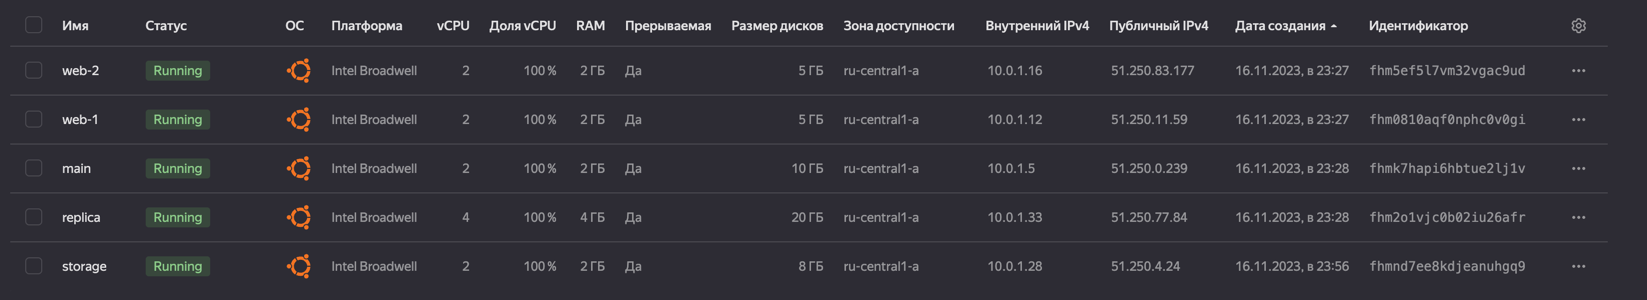 Имя Статус ОС Платформа vCPU Доля vCPU RAM Прерываемая Размер дисков Зона доступности Внутренний IPv4 Публичный IPv4 Дата создания Идентификатор
web-2 Running Intel Broadwell 2 100 % 2 ГБ Да 5 ГБ ru-central1-a 10.0.1.16 51.250.83.177 16.11.2023, в 23:27 fhm5ef5l7vm32vgac9ud
web-1 Running Intel Broadwell 2 100 % 2 ГБ Да 5 ГБ ru-central1-a 10.0.1.12 51.250.11.59 16.11.2023, в 23:27 fhm0810aqf0nphc0v0gi
main Running Intel Broadwell 2 100 % 2 ГБ Да 10 ГБ ru-central1-a 10.0.1.5 51.250.0.239 16.11.2023, в 23:28 fhmk7hapi6hbtue2lj1v
replica Running Intel Broadwell 4 100 % 4 ГБ Да 20 ГБ ru-central1-a 10.0.1.33 51.250.77.84 16.11.2023, в 23:28 fhm2o1vjc0b02iu26afr
storage Running Intel Broadwell 2 100 % 2 ГБ Да 8 ГБ ru-central1-a 10.0.1.28 51.250.4.24 16.11.2023, в 23:56 fhmnd7ee8kdjeanuhgq9